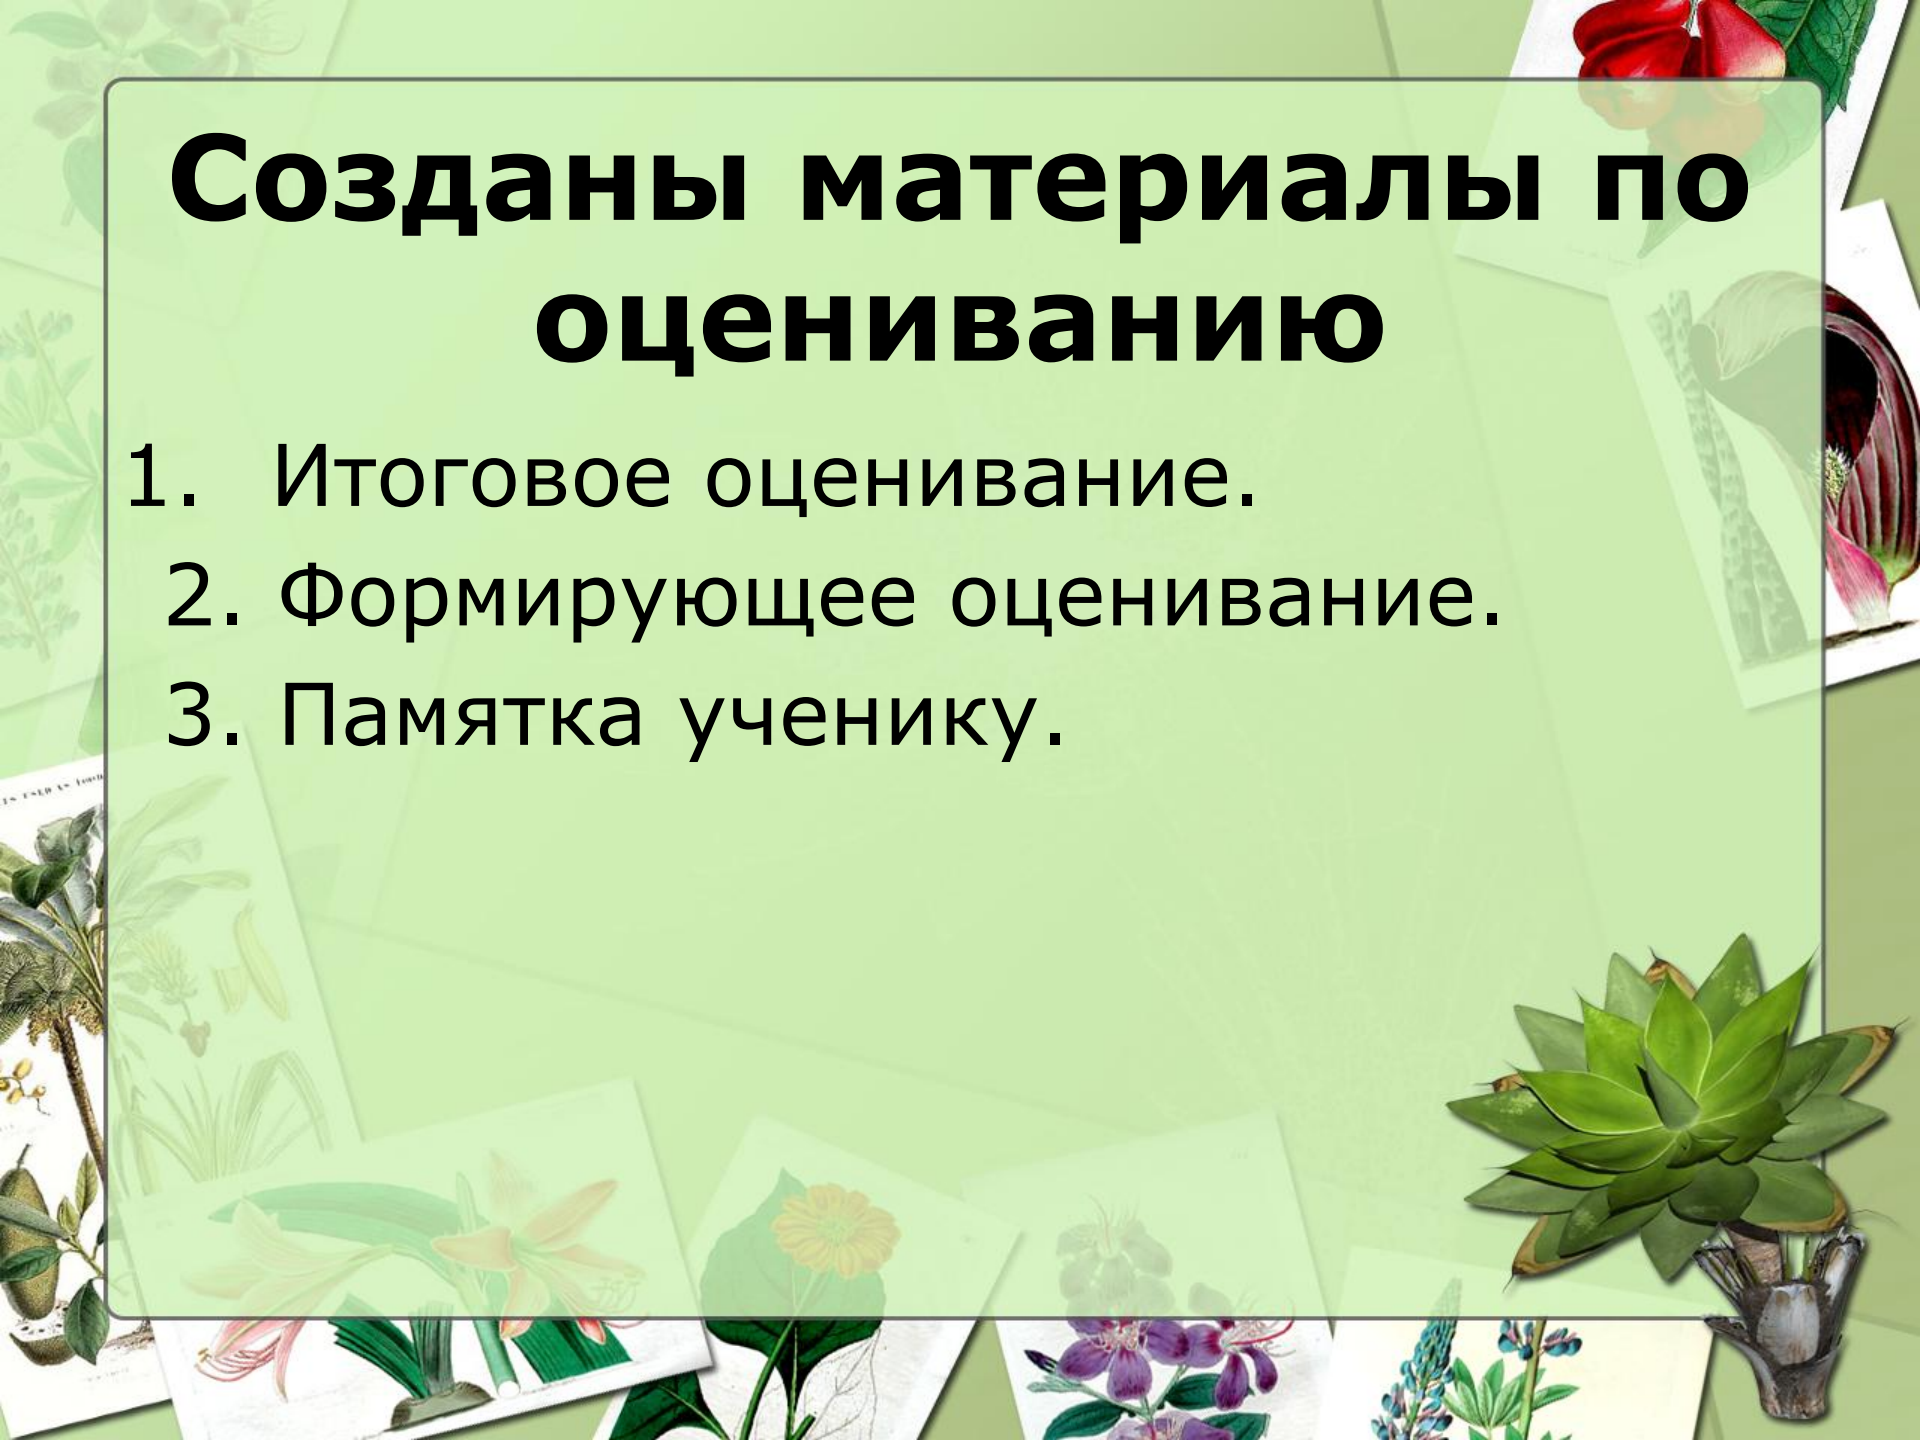 Созданы материалы по
оцениванию
1. Итоговое оценивание.
2. Формирующее оценивание.
3. Памятка ученику.